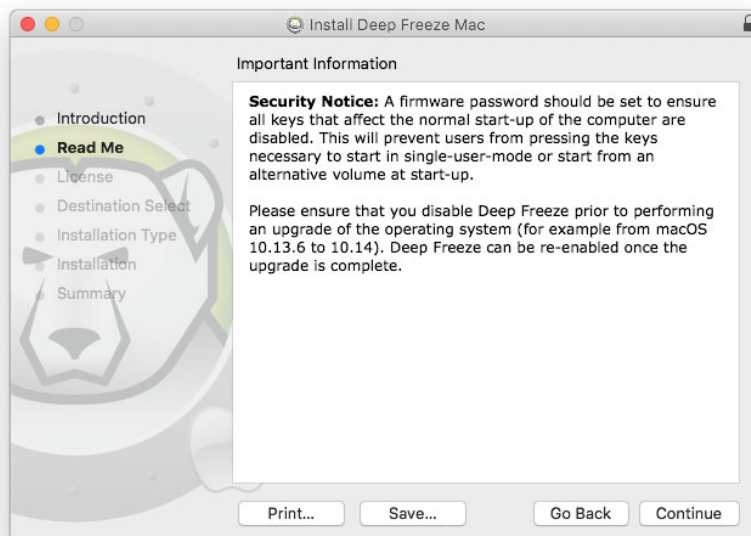 Install Deep Freeze Mac
Important Information
Introduction
Read Me
License
Destination Select
Installation Type
Installation
Summary
Security Notice: A firmware password should be set to ensure
all keys that affect the normal start-up of the computer are
disabled. This will prevent users from pressing the keys
necessary to start in single-user-mode or start from an
alternative volume at start-up.
Please ensure that you disable Deep Freeze prior to performing
an upgrade of the operating system (for example from macOS
10.13.6 to 10.14). Deep Freeze can be re-enabled once the
upgrade is complete.
Print...
Save...
Go Back
Continue